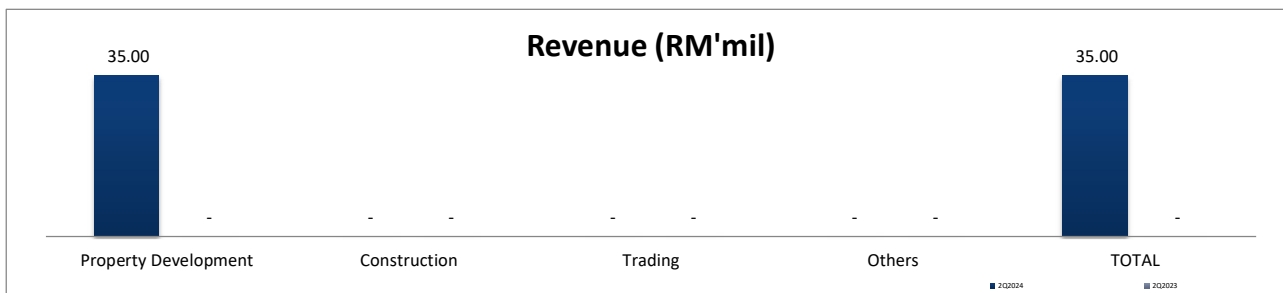 Revenue (RM'mil)
35.00 35.00
- - - - - - - -
Property Development Construction Trading Others TOTAL
2Q2024 2Q2023